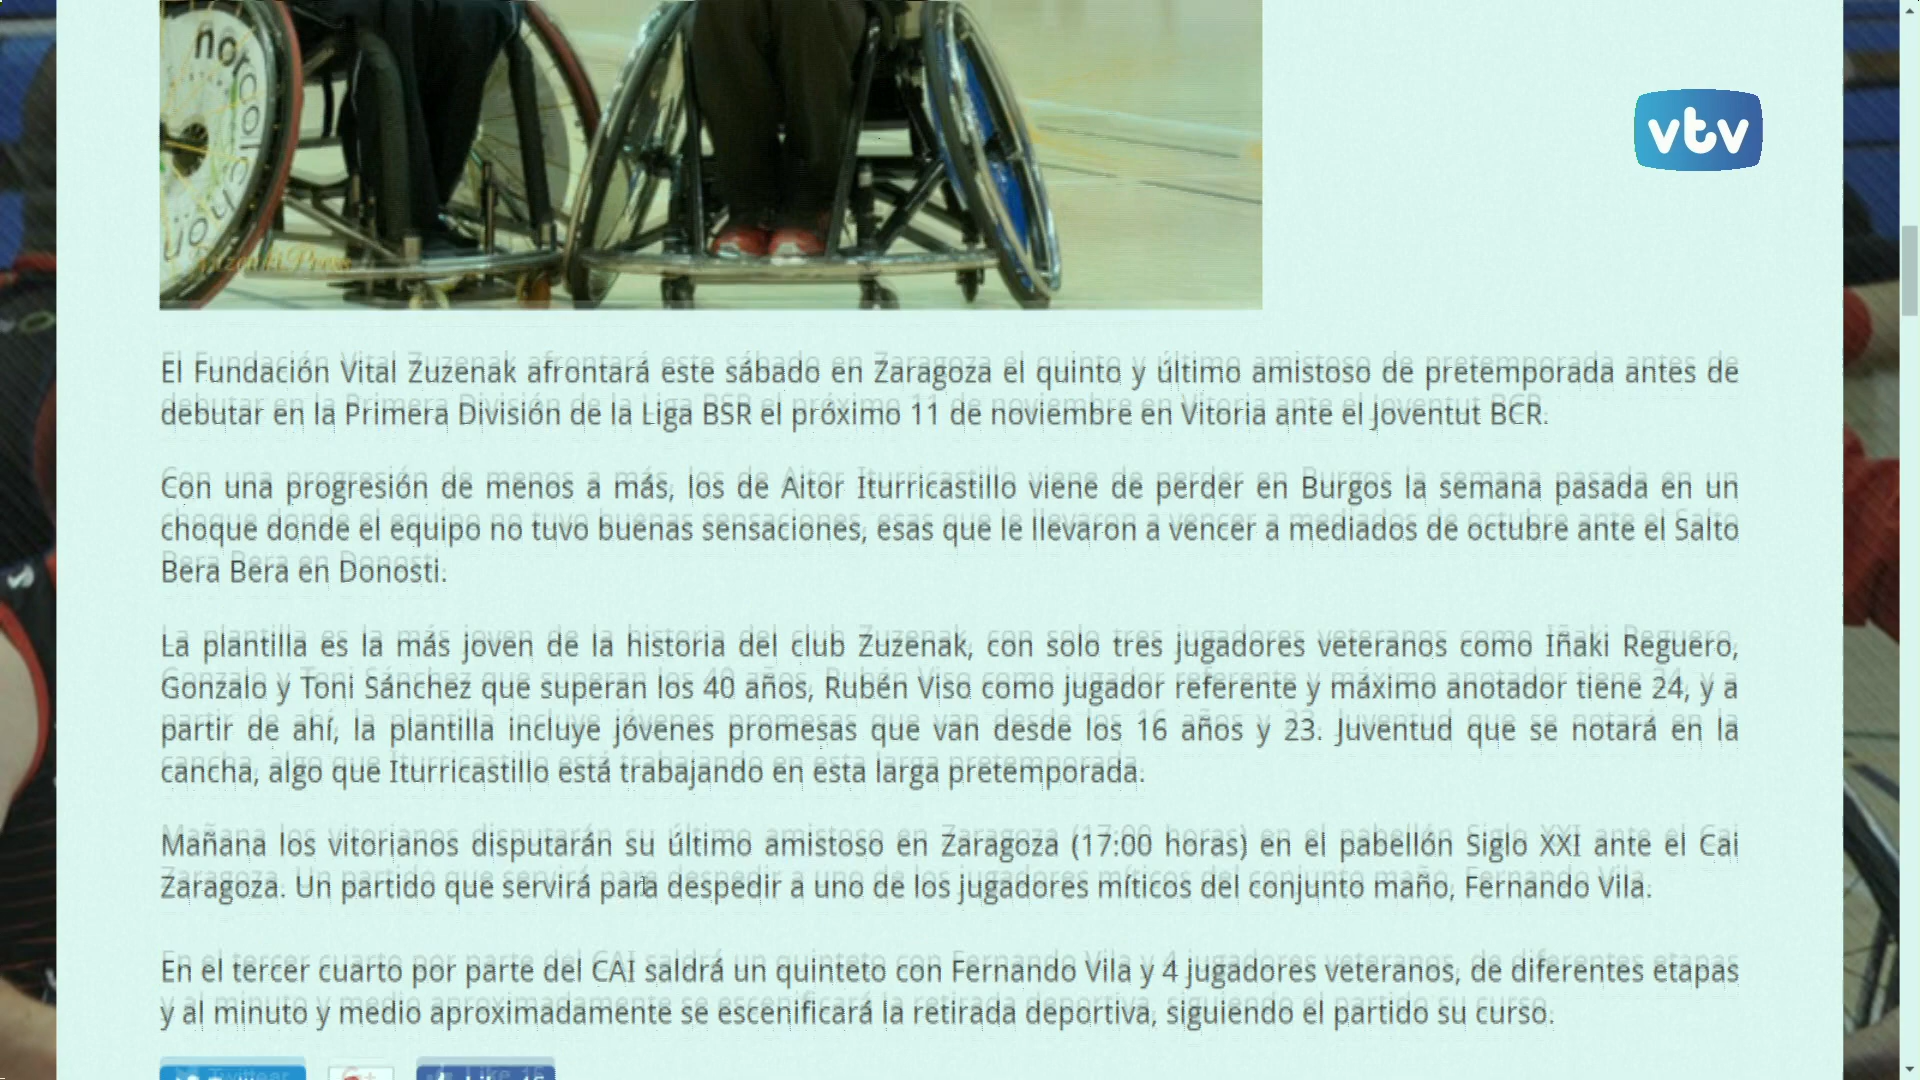 norcol
vtv
El Fundación Vital Zuzenak afrontará este sábado en Zaragoza el quinto y último amistoso de pretemporada antes de
debutar en la Primera División de la Liga BSR el próximo 11 de noviembre en Vitoria ante el Joventut BCR.
Con una progresión de menos a más, los de Aitor Iturricastillo viene de perder en Burgos la semana pasada en un
choque donde el equipo no tuvo buenas sensaciones, esas que le llevaron a vencer a mediados de octubre ante el Salto
Bera Bera en Donosti.
La plantilla es la más joven de la historia del club Zuzenak, con solo tres jugadores veteranos como Iñaki Reguero,
Gonzalo y Toni Sánchez que superan los 40 años, Rubén Viso como jugador referente y máximo anotador tiene 24, y a
partir de ahí, la plantilla incluye jóvenes promesas que van desde los 16 años y 23. Juventud que se notará en la
cancha, algo que Iturricastillo está trabajando en esta larga pretemporada.
Mañana los vitorianos disputarán su último amistoso en Zaragoza (17:00 horas) en el pabellón Siglo XXI ante el Cai
Zaragoza. Un partido que servirá para despedir a uno de los jugadores míticos del conjunto maño, Fernando Vila.
En el tercer cuarto por parte del CAI saldrá un quinteto con Fernando Vila y 4 jugadores veteranos, de diferentes etapas
y al minuto y medio aproximadamente se escenificará la retirada deportiva, siguiendo el partido su curso.
Twittear G+ Like